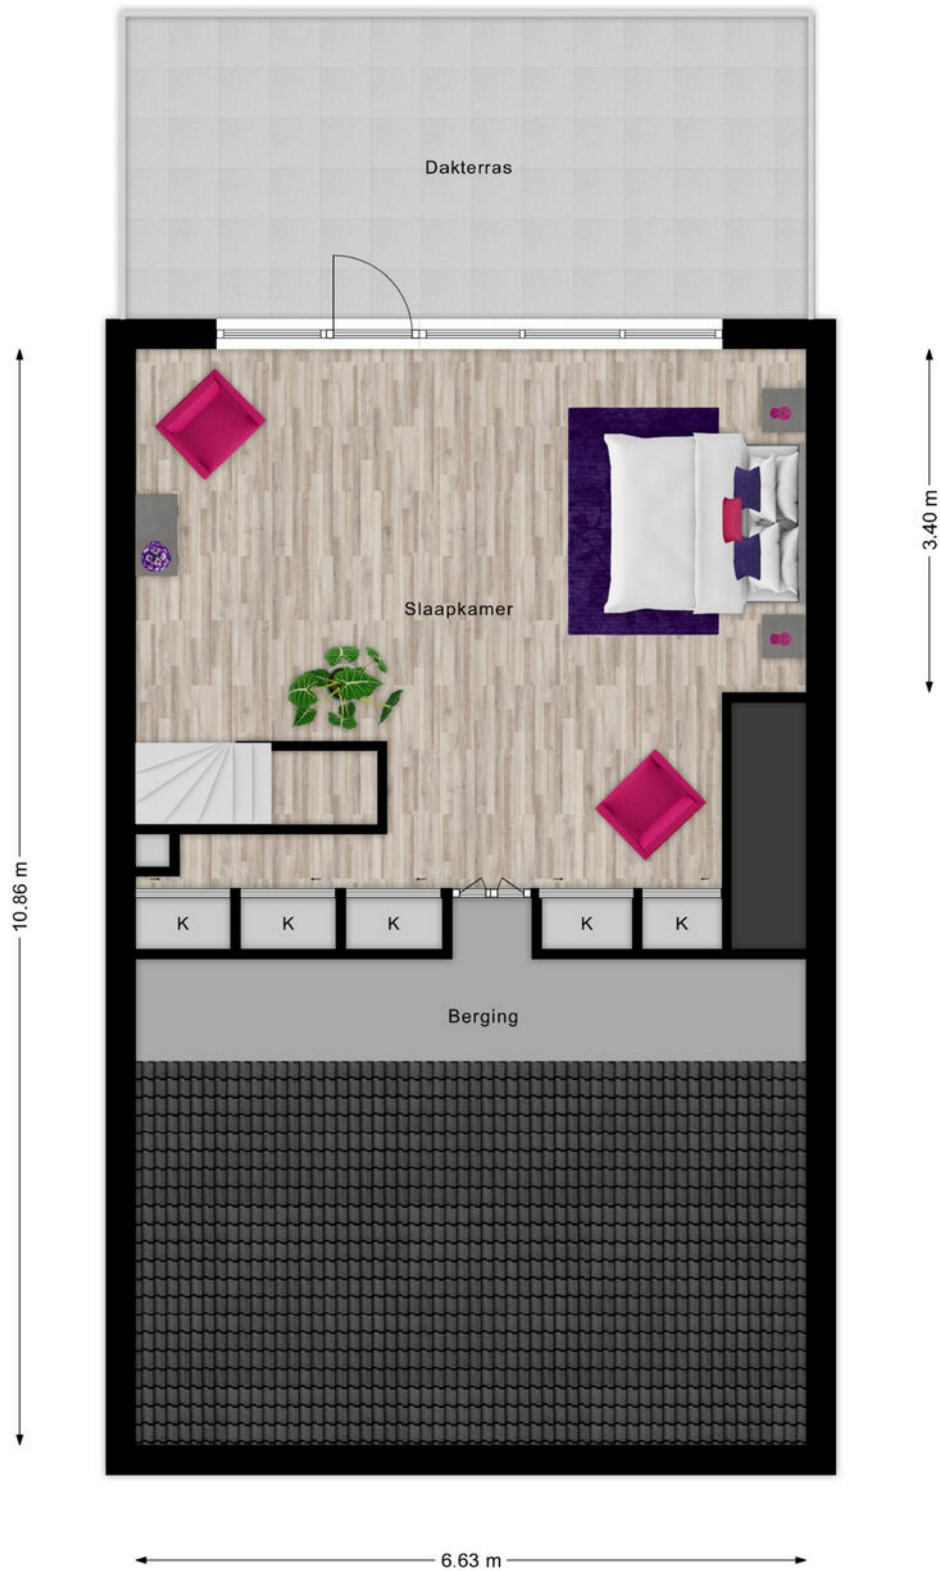 Dakterras
3.40 m
Slaapkamer
10.86 m
K K K K K
Berging
6.63 m